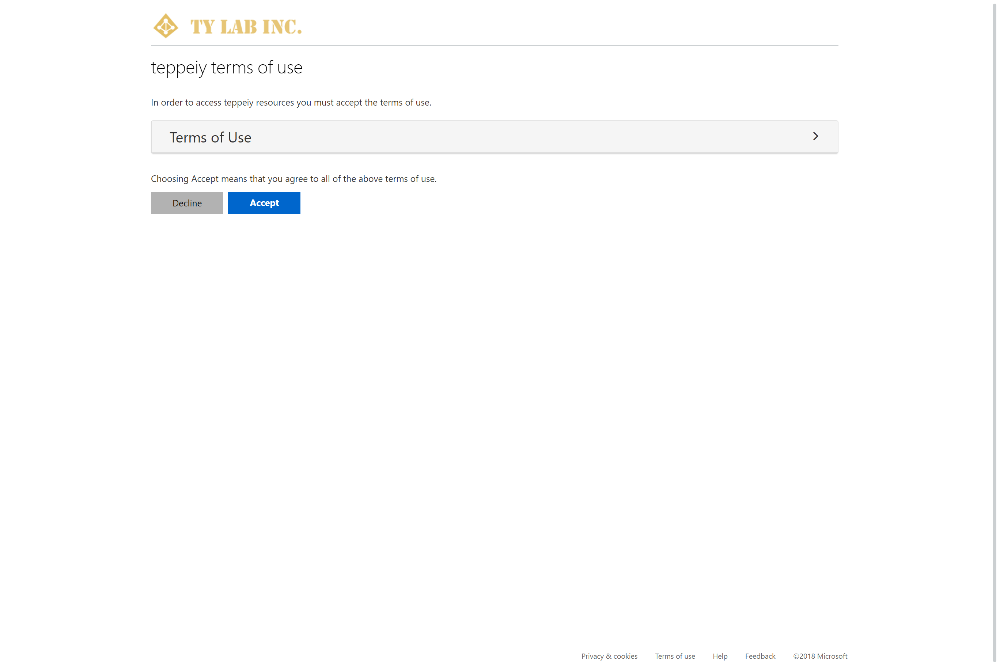 TY LAB INC.
teppeiy terms of use
In order to access teppeiy resources you must accept the terms of use.
Terms of Use
Choosing Accept means that you agree to all of the above terms of use.
Decline Accept
Privacy & cookies Terms of use Help Feedback ©2018 Microsoft